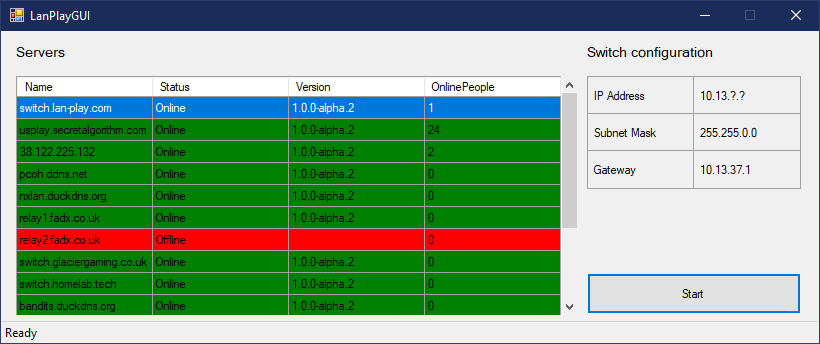 LanPlayGUI
Servers
Name Status Version OnlinePeople
switch.lan-play.com Online 1.0.0-alpha.2 1
usplay.secretalgorithm.com Online 1.0.0-alpha.2 24
38.122.225.132 Online 1.0.0-alpha.2 2
pcoh.ddns.net Online 1.0.0-alpha.2 0
nxlan.duckdns.org Online 1.0.0-alpha.2 0
relay1.fadx.co.uk Online 1.0.0-alpha.2 0
relay2.fadx.co.uk Offline 0
switch.glaciergaming.co.uk Online 1.0.0-alpha.2 0
switch.homelab.tech Online 1.0.0-alpha.2 0
bandits.duckdns.org Online 1.0.0-alpha.2 0
Switch configuration
IP Address 10.13.?.?
Subnet Mask 255.255.0.0
Gateway 10.13.37.1
Start
Ready